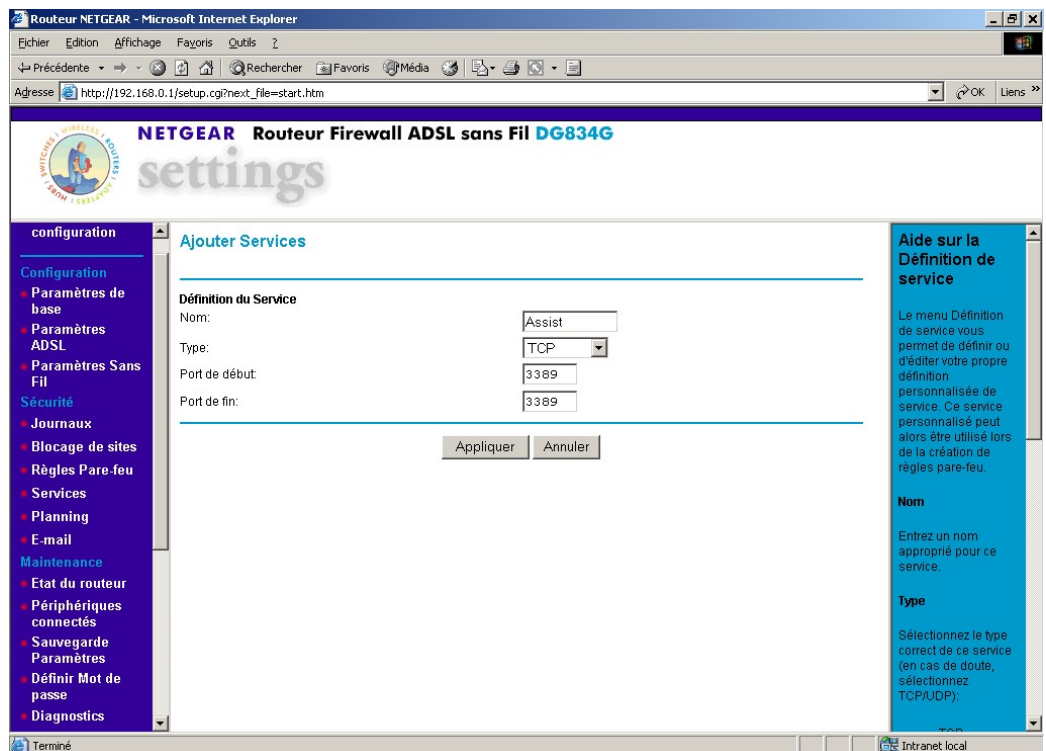 Routeur NETGEAR - Microsoft Internet Explorer
Fichier Edition Affichage Favoris Outils ?
Précédente Rechercher Favoris Média
Adresse http://192.168.0.1/setup.cgi?next_file=start.htm OK Liens »
SWITCHES WIRELESS ROUTERS ADAPTERS HUBS
NETGEAR Routeur Firewall ADSL sans Fil DG834G
settings
configuration
Configuration
Paramètres de
base
Paramètres
ADSL
Paramètres Sans
Fil
Sécurité
Journaux
Blocage de sites
Règles Pare-feu
Services
Planning
E-mail
Maintenance
Etat du routeur
Périphériques
connectés
Sauvegarde
Paramètres
Définir Mot de
passe
Diagnostics
Ajouter Services
Définition du Service
Nom: Assist
Type: TCP
Port de début: 3389
Port de fin: 3389
Appliquer Annuler
Aide sur la
Définition de
service
Le menu Définition
de service vous
permet de définir ou
d'éditer votre propre
définition
personnalisée de
service. Ce service
personnalisé peut
alors être utilisé lors
de la création de
règles pare-feu.
Nom
Entrez un nom
approprié pour ce
service.
Type
Sélectionnez le type
correct de ce service
(en cas de doute,
sélectionnez
TCP/UDP):
Terminé
Intranet local